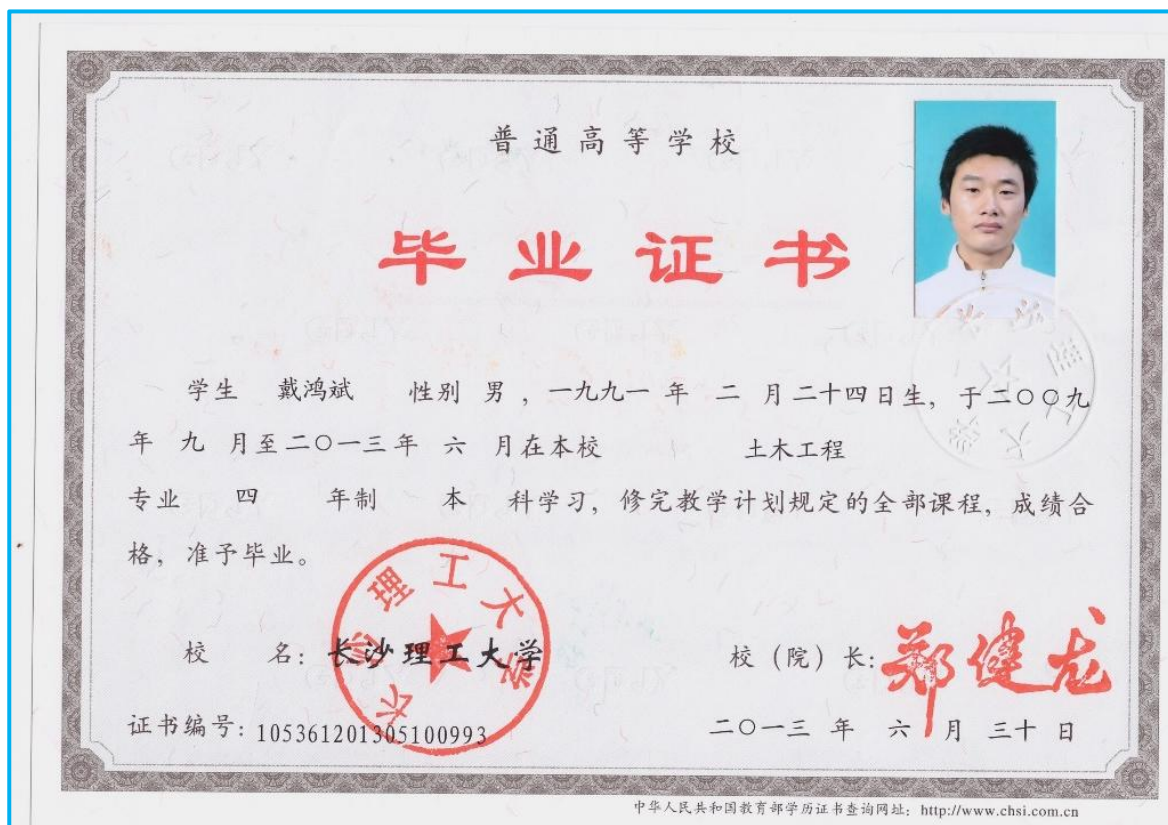 普通高等学校
毕业证书
学生 戴鸿斌 性别 男，一九九一 年 二 月二十四日生，于二〇〇九
年 九 月至二〇一三年 六 月在本校 土木工程
专业 四 年制 本 科学习，修完教学计划规定的全部课程，成绩合
格，准予毕业。
长沙理工大学
校 名：长沙理工大学 校（院）长：郑健龙
证书编号：105361201305100993 二〇一三 年 六 月 三十 日
中华人民共和国教育部学历证书查询网址：http://www.chsi.com.cn